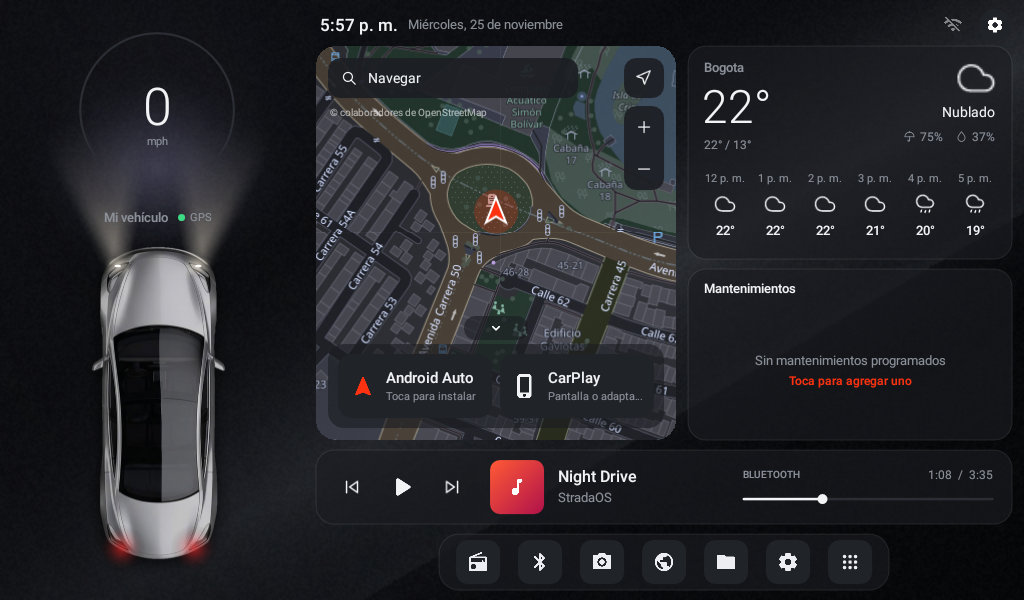 5:57 p. m. Miércoles, 25 de noviembre
0
mph
Mi vehículo GPS
Navegar
© colaboradores de OpenStreetMap
Acuático
Simón
Bolívar
Cabaña
17
Cabaña
18
Carrera 55
Carrera 54A
Carrera 53
Avenida Carrera 50
46-28
45-21
Carrera 45
Calle 62
Edificio
Gaviotas
Calle 60
P
+
−
Android Auto
Toca para instalar
CarPlay
Pantalla o adapta...
Bogota
22°
22° / 13°
Nublado
75% 37%
12 p. m. 1 p. m. 2 p. m. 3 p. m. 4 p. m. 5 p. m.
22° 22° 22° 21° 20° 19°
Mantenimientos
Sin mantenimientos programados
Toca para agregar uno
Night Drive
StradaOS
BLUETOOTH
1:08 / 3:35